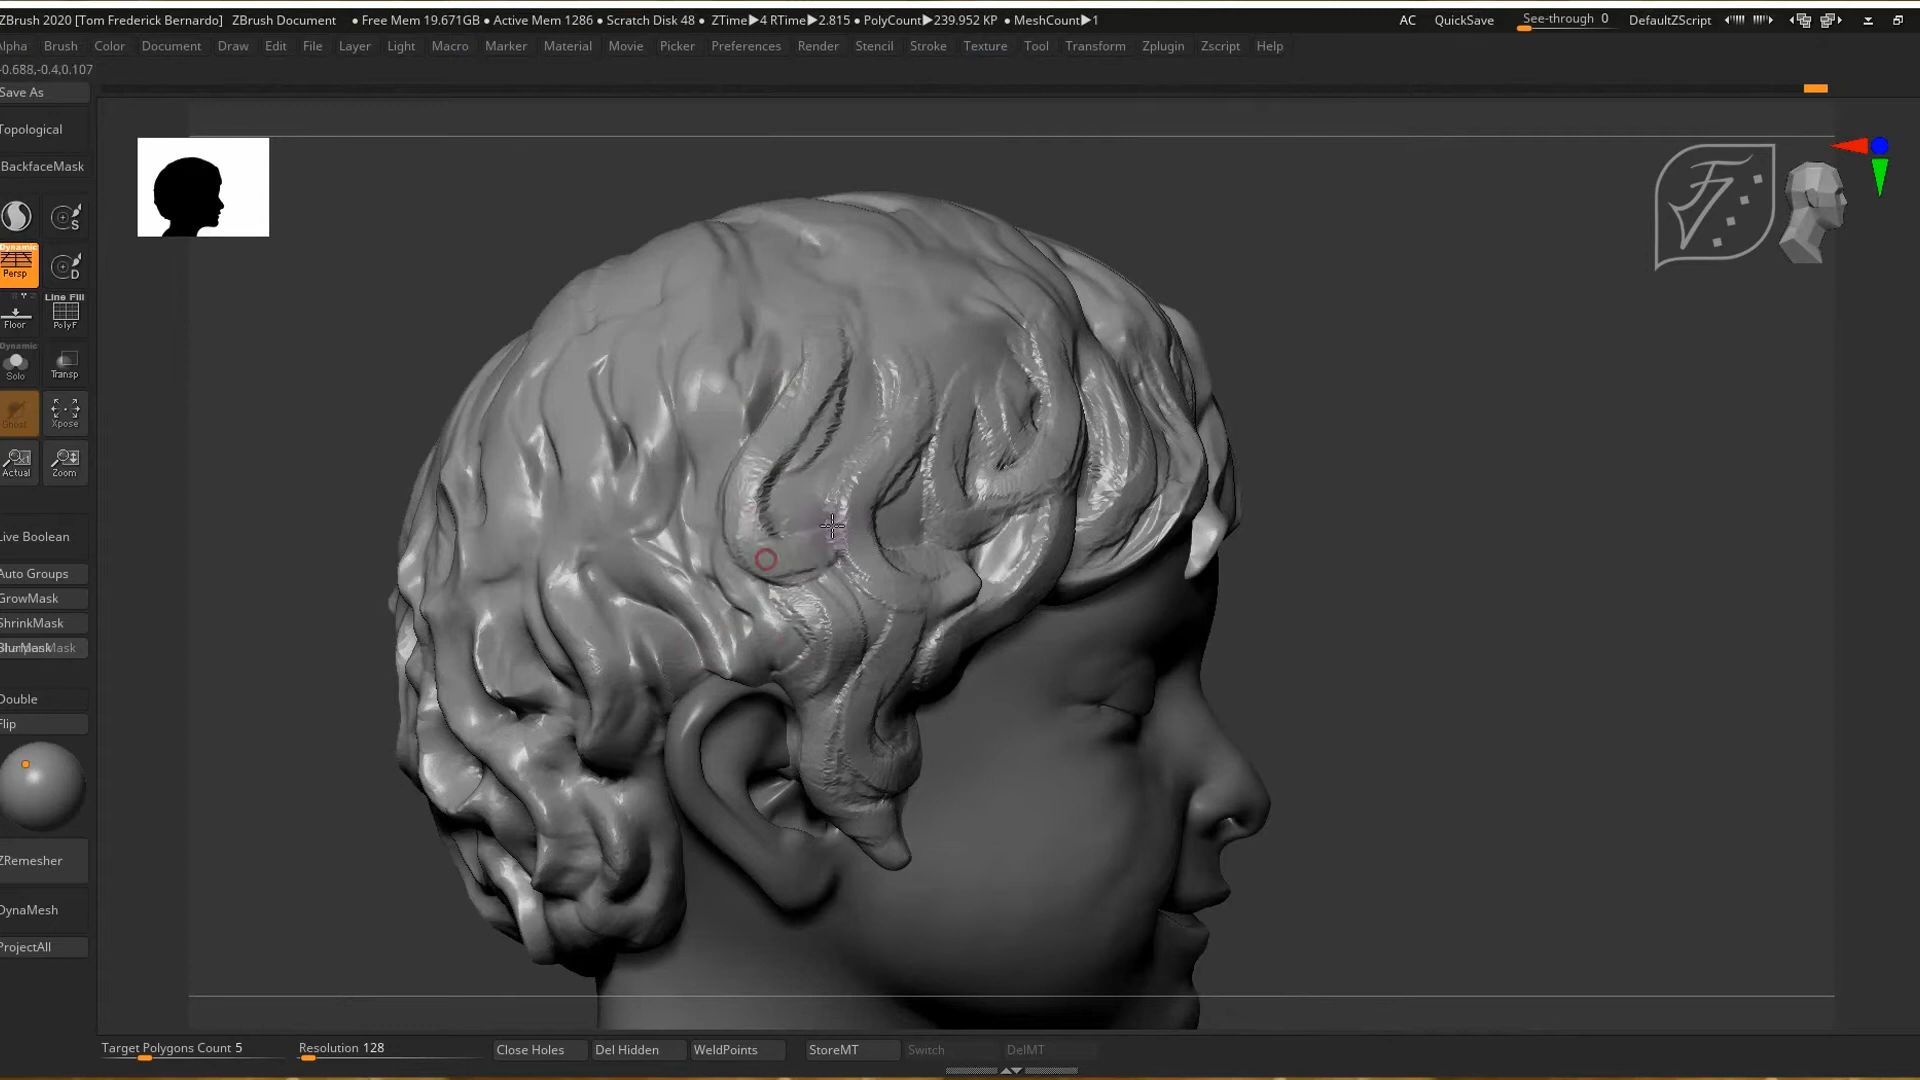 ZBrush 2020 [Tom Frederick Bernardo] ZBrush Document • Free Mem 19.671GB • Active Mem 1286 • Scratch Disk 48 • ZTime▶4 RTime▶2.815 • PolyCount▶239.952 KP • MeshCount▶1 AC QuickSave See-through 0 DefaultZScript
Alpha Brush Color Document Draw Edit File Layer Light Macro Marker Material Movie Picker Preferences Render Stencil Stroke Texture Tool Transform Zplugin Zscript Help
-0.688,-0.4,0.107
Save As
Topological
BackfaceMask
S
Dynamic
Persp
D
Line Fill
Floor PolyF
Dynamic
Solo Transp
Ghost Xpose
Actual Zoom
Live Boolean
Auto Groups
GrowMask
ShrinkMask
BlurMask
Double
Flip
ZRemesher
DynaMesh
ProjectAll
Target Polygons Count 5 Resolution 128 Close Holes Del Hidden WeldPoints StoreMT Switch DelMT